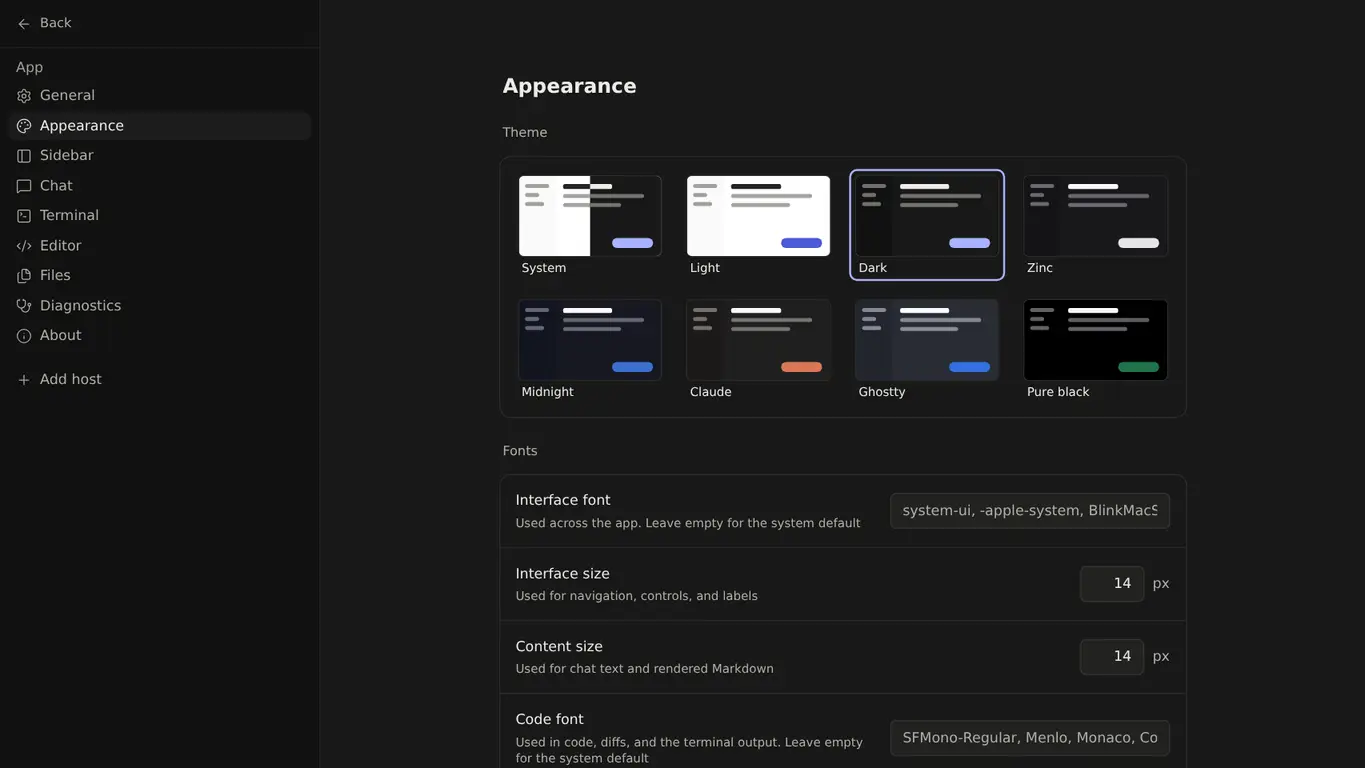 Back
App
General
Appearance
Sidebar
Chat
Terminal
Editor
Files
Diagnostics
About
Add host
Appearance
Theme
System
Light
Dark
Zinc
Midnight
Claude
Ghostty
Pure black
Fonts
Interface font
Used across the app. Leave empty for the system default
system-ui, -apple-system, BlinkMacS
Interface size
Used for navigation, controls, and labels
14 px
Content size
Used for chat text and rendered Markdown
14 px
Code font
Used in code, diffs, and the terminal output. Leave empty
for the system default
SFMono-Regular, Menlo, Monaco, Co